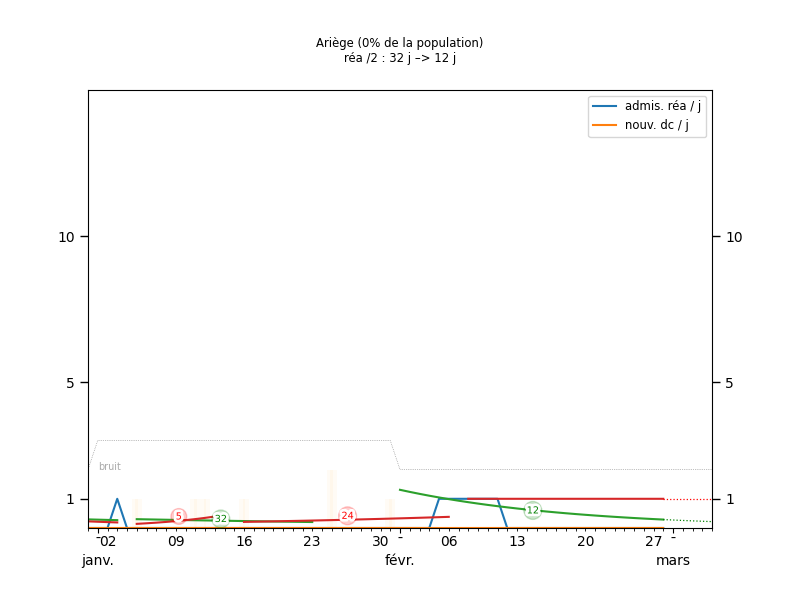 Ariège (0% de la population)
réa /2 : 32 j –> 12 j
admis. réa / j
nouv. dc / j
10 10
5 5
bruit
1 1
5 32 24 12
02 09 16 23 30 06 13 20 27
janv. févr. mars